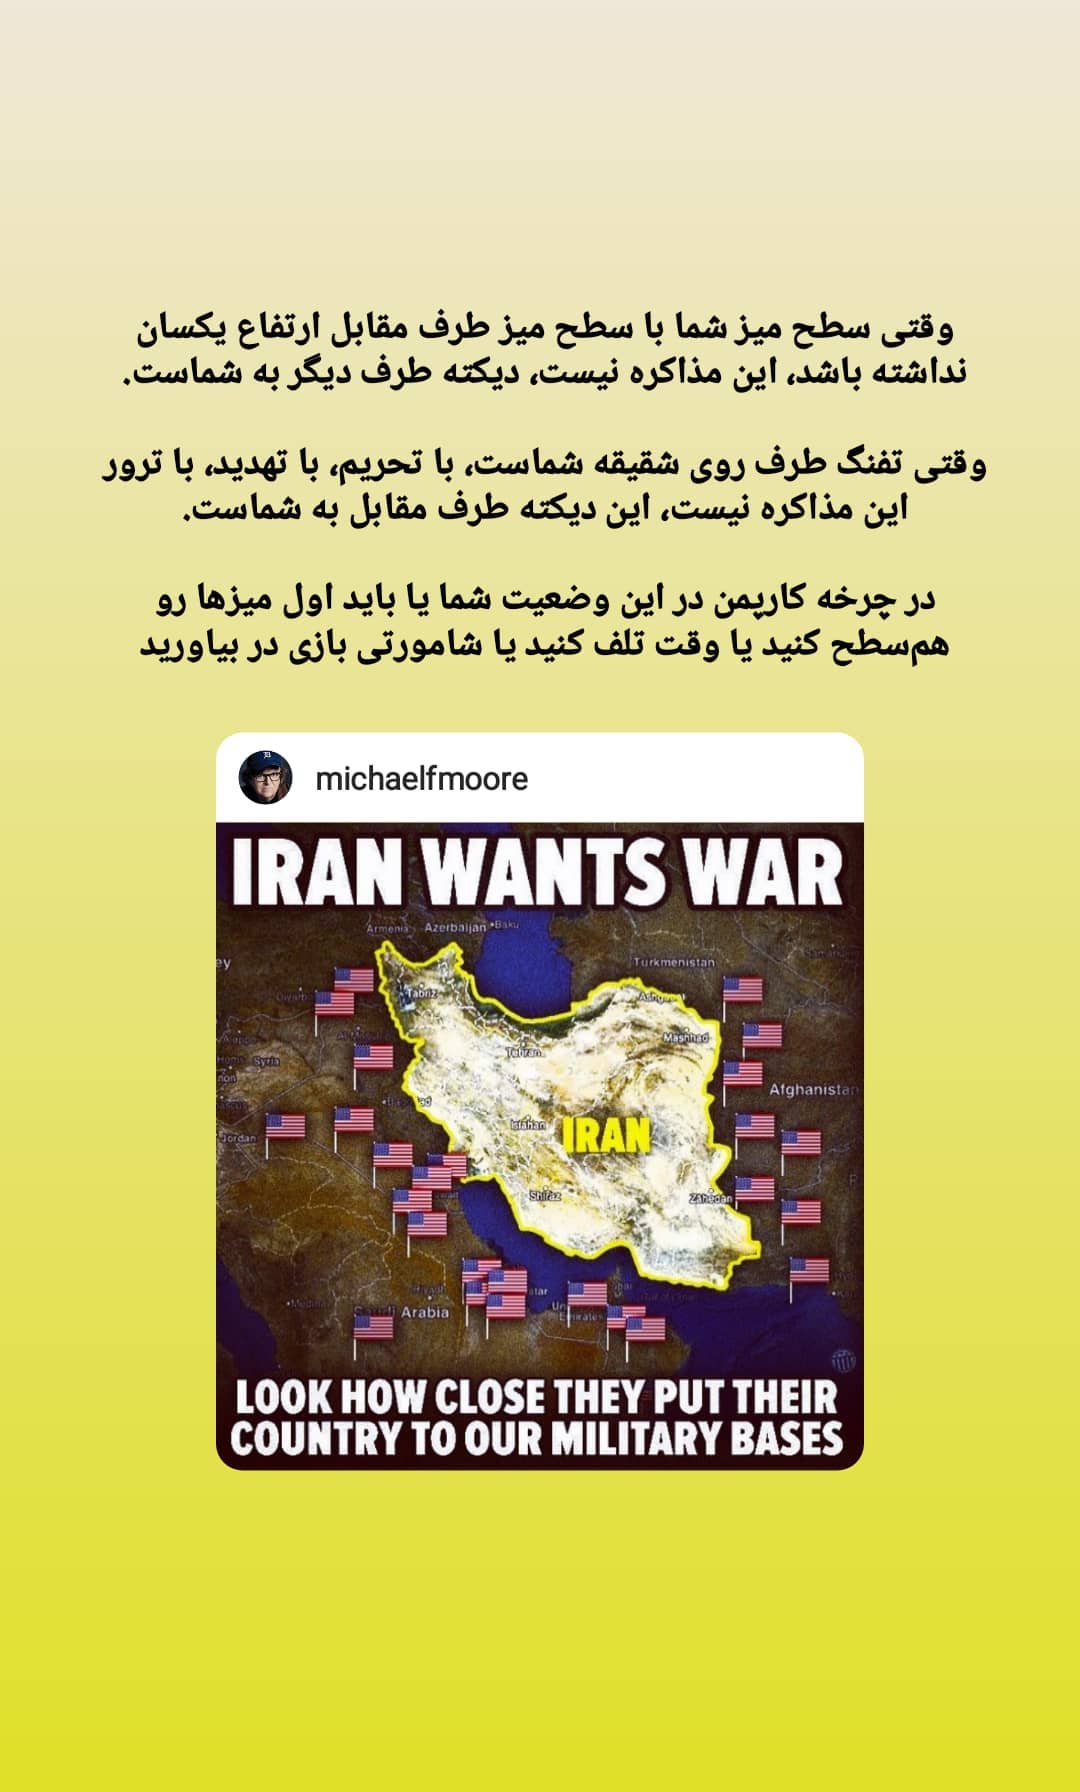 وقتی سطح میز شما با سطح میز طرف مقابل ارتفاع یکسان
نداشته باشد، این مذاکره نیست، دیکته طرف دیگر به شماست.
وقتی تفنگ طرف روی شقیقه شماست، با تحریم، با تهدید، با ترور
این مذاکره نیست، این دیکته طرف مقابل به شماست.
در چرخه کارپمن در این وضعیت شما یا باید اول میزها رو
هم‌سطح کنید یا وقت تلف کنید یا شامورتی بازی در بیاورید
michaelfmoore
IRAN WANTS WAR
Armenia Azerbaijan Baku
Turkmenistan
Tabriz
Mashhad
Tehran
Syria
Afghanistan
Isfahan
IRAN
Jordan
Shiraz
Zahedan
Saudi Arabia
LOOK HOW CLOSE THEY PUT THEIR
COUNTRY TO OUR MILITARY BASES